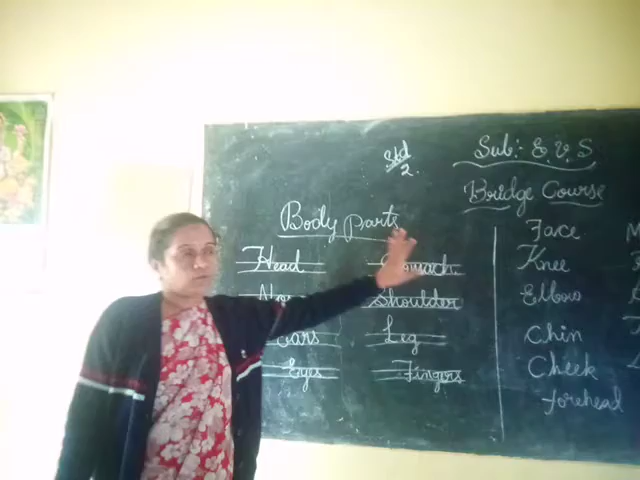 Std 2.
Sub:- E.V.S
Bridge Course
Body parts
Head
Ears
Eyes
Shoulder
Leg
Fingers
Face
Knee
Elbow
Chin
Cheek
forehead